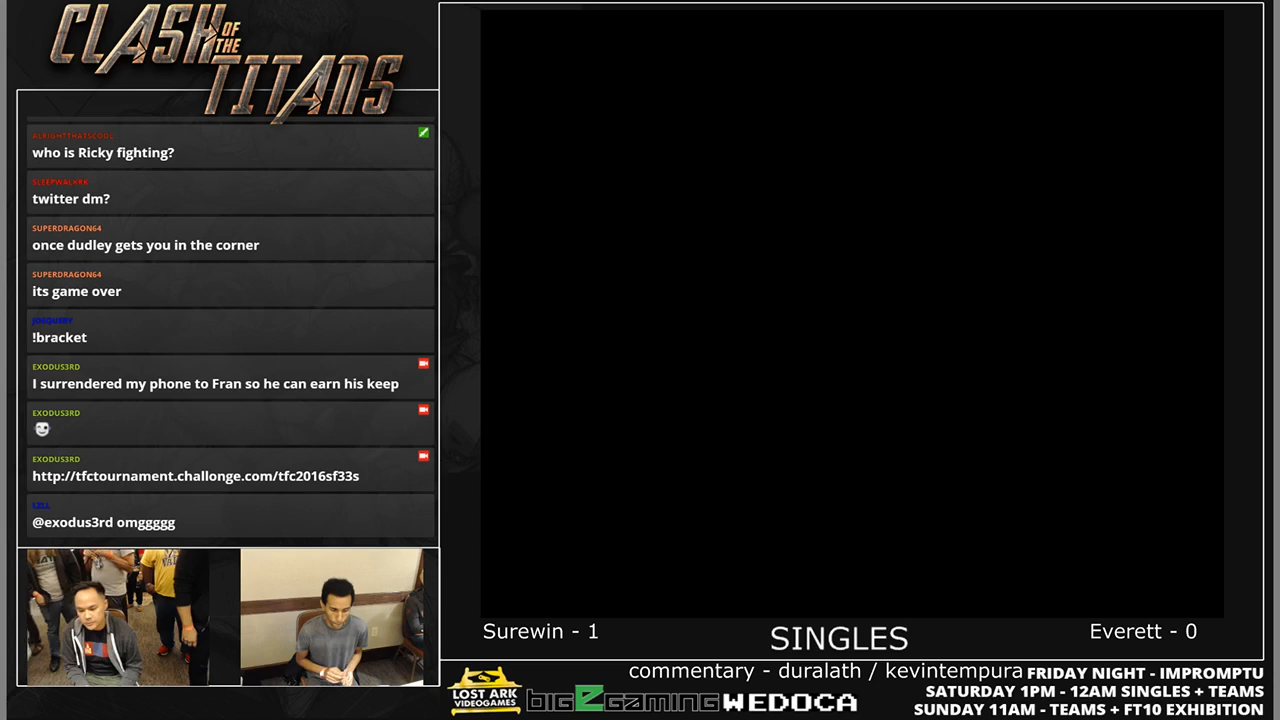 CLASH OF THE TITANS
ALRIGHTTHATSCOOL
who is Ricky fighting?
SLEEPWALKRR
twitter dm?
SUPERDRAGON64
once dudley gets you in the corner
SUPERDRAGON64
its game over
!bracket
EXODUS3RD
I surrendered my phone to Fran so he can earn his keep
EXODUS3RD
EXODUS3RD
http://tfctournament.challonge.com/tfc2016sf33s
@exodus3rd omggggg
Surewin - 1
SINGLES
Everett - 0
commentary - duralath / kevintempura
FRIDAY NIGHT - IMPROMPTU
SATURDAY 1PM - 12AM SINGLES + TEAMS
SUNDAY 11AM - TEAMS + FT10 EXHIBITION
LOST ARK VIDEOGAMES
bigEgaming
WEDOCA